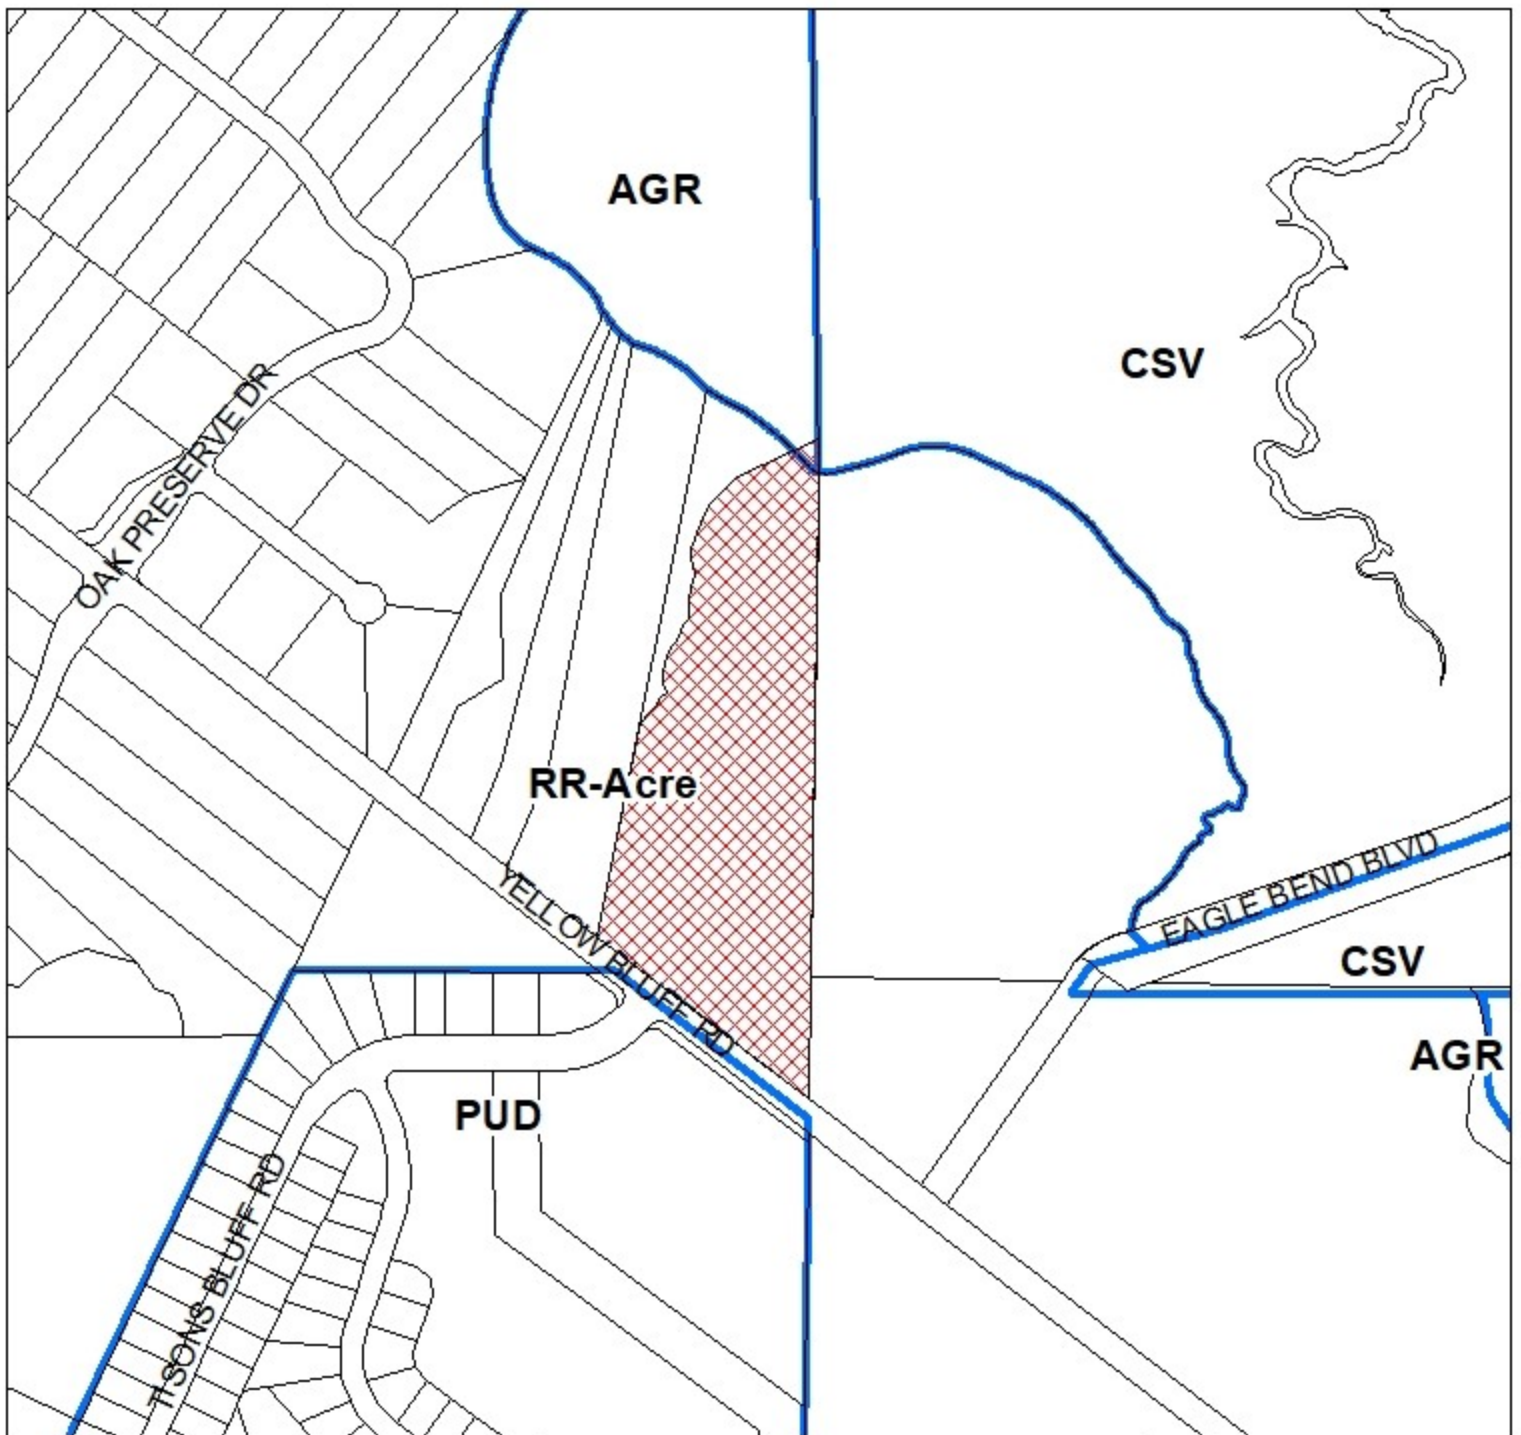 AGR
CSV
OAK PRESERVE DR
RR-Acre
YELLOW BLUFF RD
EAGLE BEND BLVD
CSV
AGR
PUD
TISONS BLUFF RD